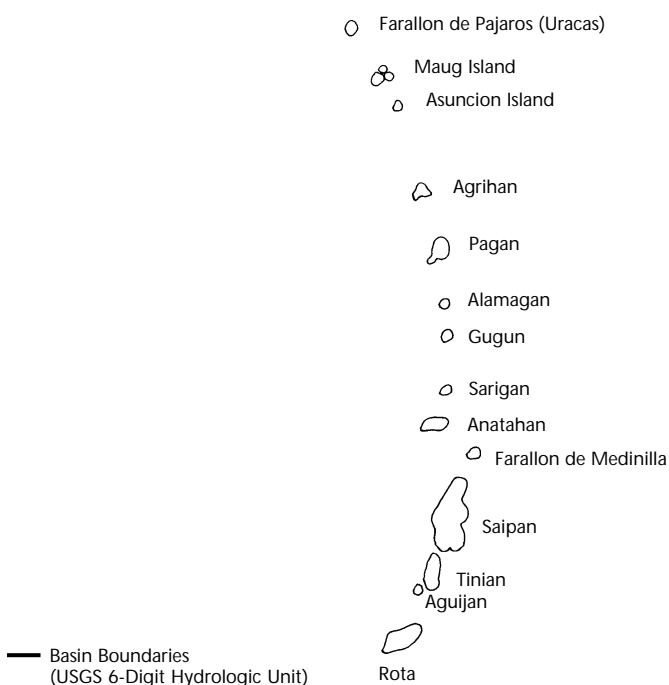 Farallon de Pajaros (Uracas)
Maug Island
Asuncion Island
Agrihan
Pagan
Alamagan
Gugun
Sarigan
Anatahan
Farallon de Medinilla
Saipan
Tinian
Aguijan
Rota
Basin Boundaries
(USGS 6-Digit Hydrologic Unit)